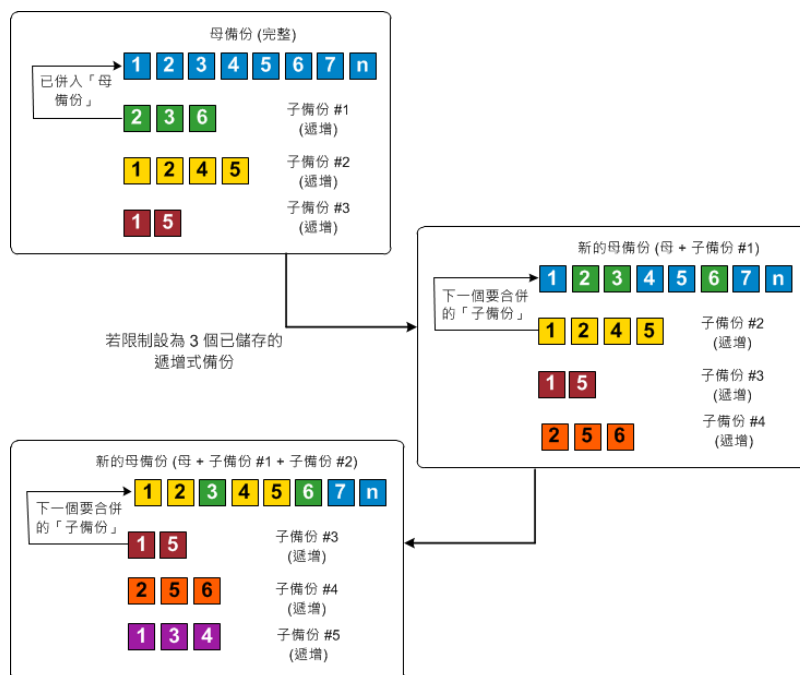 母備份 (完整)
1 2 3 4 5 6 7 n
已併入「母
備份」
2 3 6
子備份 #1
(遞增)
1 2 4 5
子備份 #2
(遞增)
1 5
子備份 #3
(遞增)
若限制設為 3 個已儲存的
遞增式備份
新的母備份 (母 + 子備份 #1)
1 2 3 4 5 6 7 n
下一個要合併
的「子備份」
1 2 4 5
子備份 #2
(遞增)
1 5
子備份 #3
(遞增)
2 5 6
子備份 #4
(遞增)
新的母備份 (母 + 子備份 #1 + 子備份 #2)
1 2 3 4 5 6 7 n
下一個要合併
的「子備份」
1 5
子備份 #3
(遞增)
2 5 6
子備份 #4
(遞增)
1 3 4
子備份 #5
(遞增)